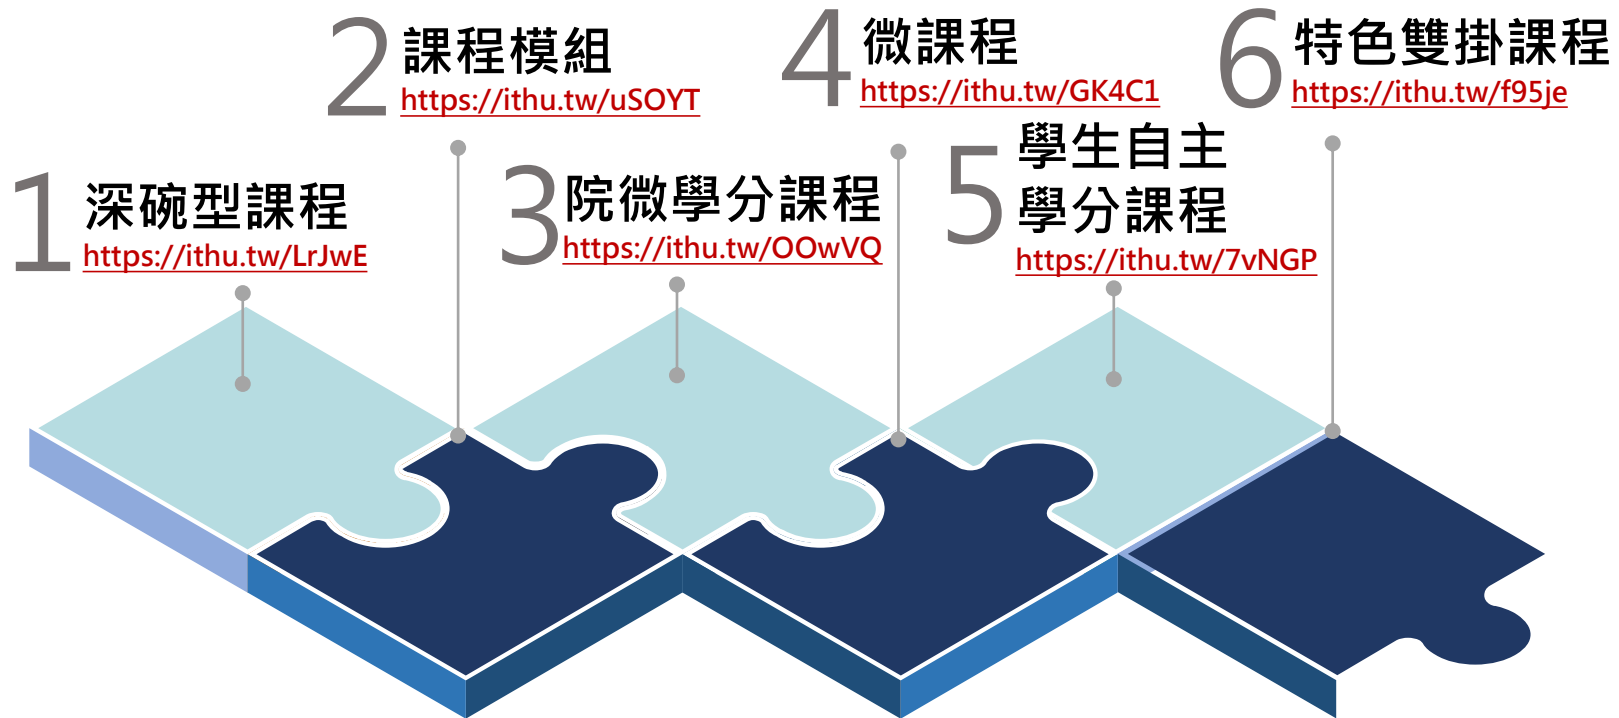 1
深碗型課程
https://ithu.tw/LrJwE
2
課程模組
https://ithu.tw/uSOYT
3
院微學分課程
https://ithu.tw/OOwVQ
4
微課程
https://ithu.tw/GK4C1
5
學生自主
學分課程
https://ithu.tw/7vNGP
6
特色雙掛課程
https://ithu.tw/f95je